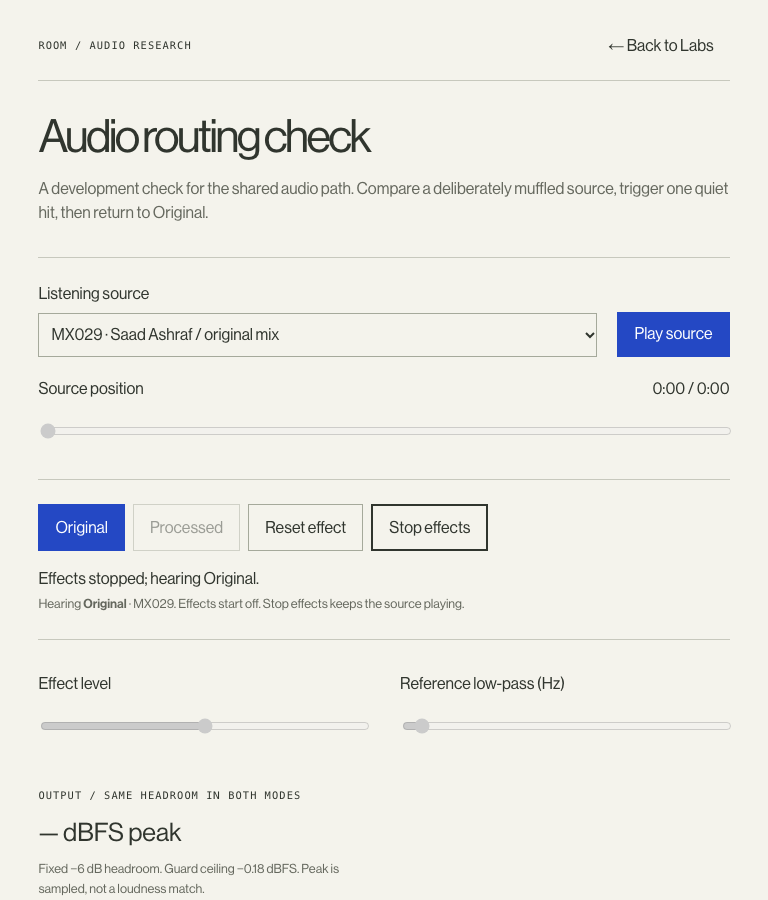 ROOM / AUDIO RESEARCH
← Back to Labs
Audio routing check
A development check for the shared audio path. Compare a deliberately muffled source, trigger one quiet
hit, then return to Original.
Listening source
MX029 · Saad Ashraf / original mix
Play source
Source position
0:00 / 0:00
Original
Processed
Reset effect
Stop effects
Effects stopped; hearing Original.
Hearing Original · MX029. Effects start off. Stop effects keeps the source playing.
Effect level
Reference low-pass (Hz)
OUTPUT / SAME HEADROOM IN BOTH MODES
— dBFS peak
Fixed −6 dB headroom. Guard ceiling −0.18 dBFS. Peak is
sampled, not a loudness match.